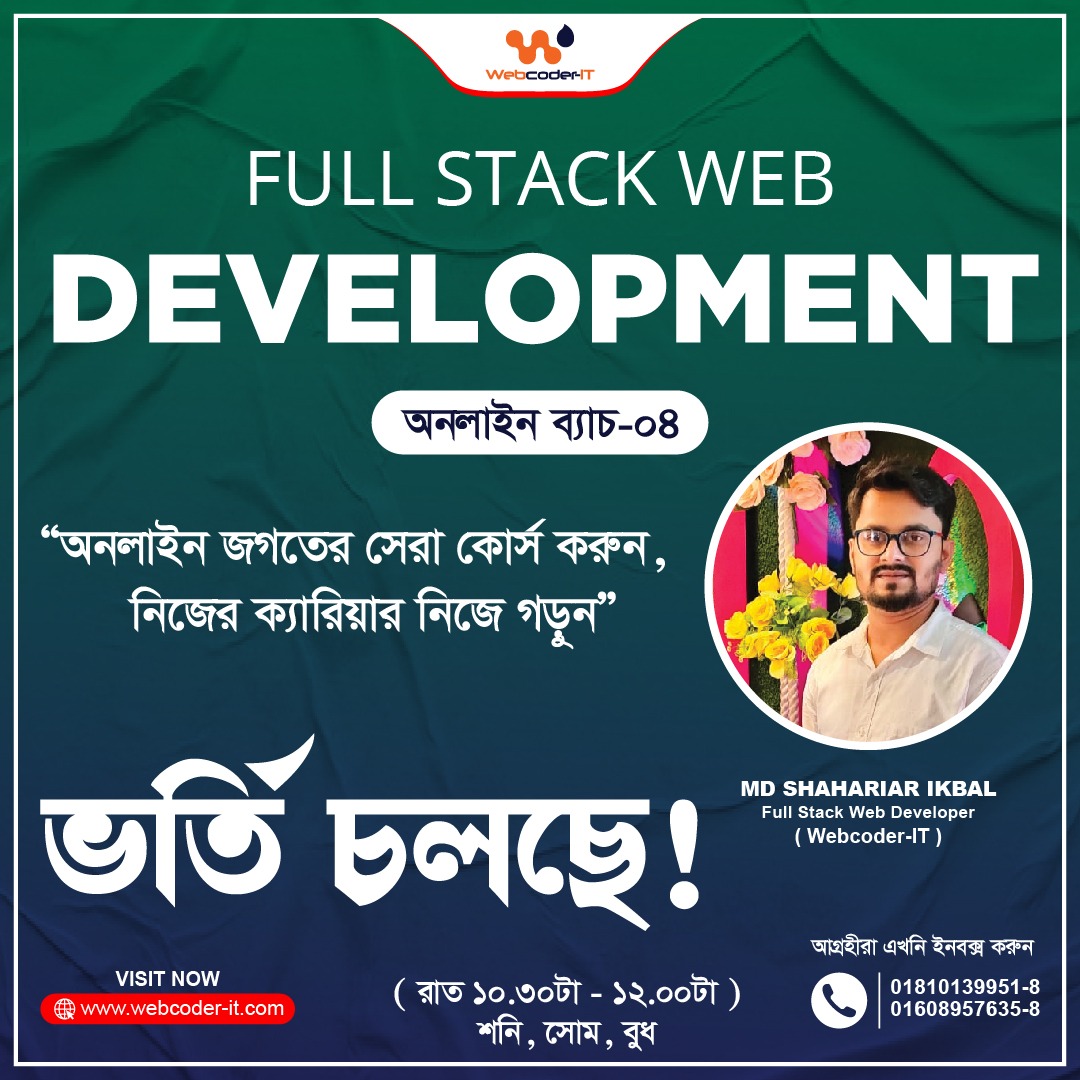 Webcoder-IT
FULL STACK WEB
DEVELOPMENT
অনলাইন ব্যাচ-০৪
“অনলাইন জগতের সেরা কোর্স করুন,
নিজের ক্যারিয়ার নিজে গড়ুন”
MD SHAHARIAR IKBAL
Full Stack Web Developer
( Webcoder-IT )
ভর্তি চলছে!
আগ্রহীরা এখনি ইনবক্স করুন
01810139951-8
01608957635-8
VISIT NOW
www.webcoder-it.com
( রাত ১০.৩০টা - ১২.০০টা )
শনি, সোম, বুধ